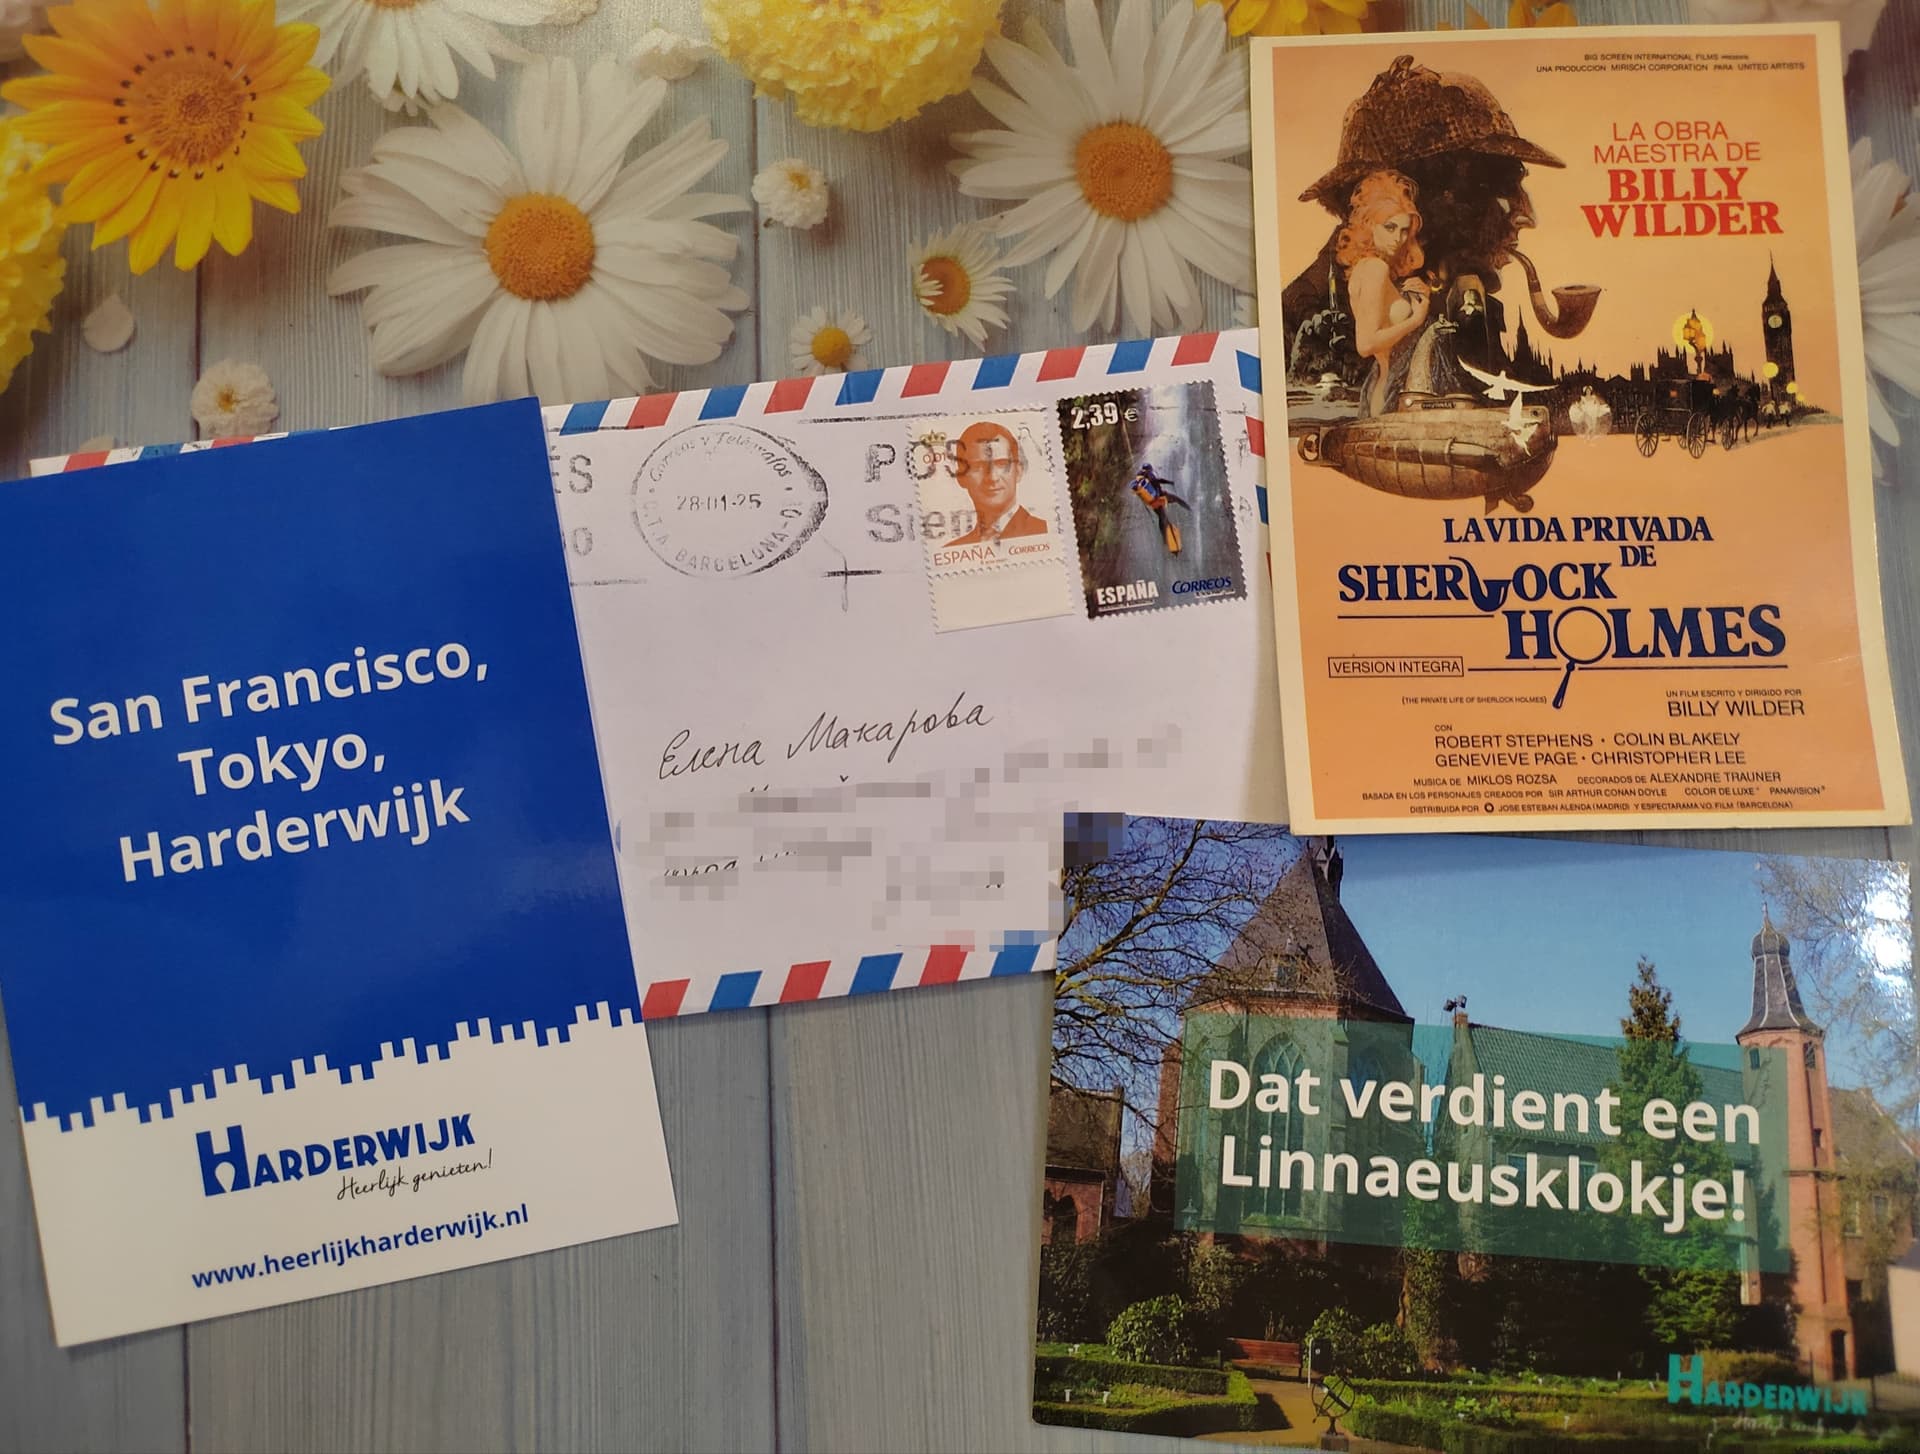 San Francisco,
Tokyo,
Harderwijk
HARDERWIJK
Heerlijk genieten!
www.heerlijkharderwijk.nl
Correos y Telégrafos
28-01-25
C.T.A. BARCELONA
POST
Siem
0,01
ESPAÑA CORREOS
2,39 €
ESPAÑA CORREOS
Елена Макарова
BIG SCREEN INTERNATIONAL FILMS PRESENTA
UNA PRODUCCION MIRISCH CORPORATION PARA UNITED ARTISTS
LA OBRA
MAESTRA DE
BILLY
WILDER
LA VIDA PRIVADA
DE
SHERLOCK
HOLMES
VERSION INTEGRA
(THE PRIVATE LIFE OF SHERLOCK HOLMES)
UN FILM ESCRITO Y DIRIGIDO POR
BILLY WILDER
CON
ROBERT STEPHENS · COLIN BLAKELY
GENEVIEVE PAGE · CHRISTOPHER LEE
MUSICA DE MIKLOS ROZSA DECORADOS DE ALEXANDRE TRAUNER
BASADA EN LOS PERSONAJES CREADOS POR SIR ARTHUR CONAN DOYLE COLOR DE LUXE® PANAVISION®
DISTRIBUIDA POR JOSE ESTEBAN ALENDA (MADRID) Y ESPECTARAMA V.O. FILM (BARCELONA)
Dat verdient een
Linnaeusklokje!
HARDERWIJK